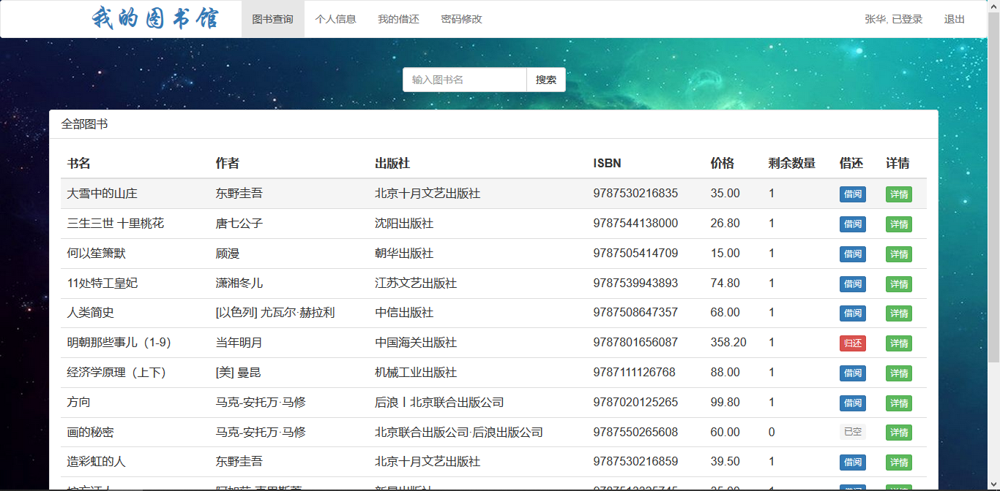 我的图书馆 图书查询 个人信息 我的借还 密码修改 张华, 已登录 退出
输入图书名 搜索
全部图书
书名 作者 出版社 ISBN 价格 剩余数量 借还 详情
大雪中的山庄 东野圭吾 北京十月文艺出版社 9787530216835 35.00 1 借阅 详情
三生三世 十里桃花 唐七公子 沈阳出版社 9787544138000 26.80 1 借阅 详情
何以笙箫默 顾漫 朝华出版社 9787505414709 15.00 1 借阅 详情
11处特工皇妃 潇湘冬儿 江苏文艺出版社 9787539943893 74.80 1 借阅 详情
人类简史 [以色列] 尤瓦尔·赫拉利 中信出版社 9787508647357 68.00 1 借阅 详情
明朝那些事儿（1-9） 当年明月 中国海关出版社 9787801656087 358.20 1 归还 详情
经济学原理（上下） [美] 曼昆 机械工业出版社 9787111126768 88.00 1 借阅 详情
方向 马克-安托万·马修 后浪丨北京联合出版公司 9787020125265 99.80 1 借阅 详情
画的秘密 马克-安托万·马修 北京联合出版公司·后浪出版公司 9787550265608 60.00 0 已空 详情
造彩虹的人 东野圭吾 北京十月文艺出版社 9787530216859 39.50 1 借阅 详情